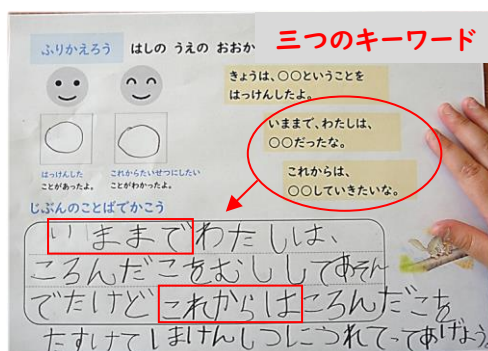 三つのキーワード
ふりかえろう　はしの うえの おおか
きょうは、○○ということを
はっけんしたよ。
いままで、わたしは、
○○だったな。
これからは、
○○していきたいな。
はっけんした
ことがあったよ。
これからたいせつにしたい
ことがわかったよ。
じぶんのことばでかこう
いままでわたしは、
ころんだこをむししてあそん
でたけどこれからはころんだこを
たすけてしまけんしつにつれてってあげよう。